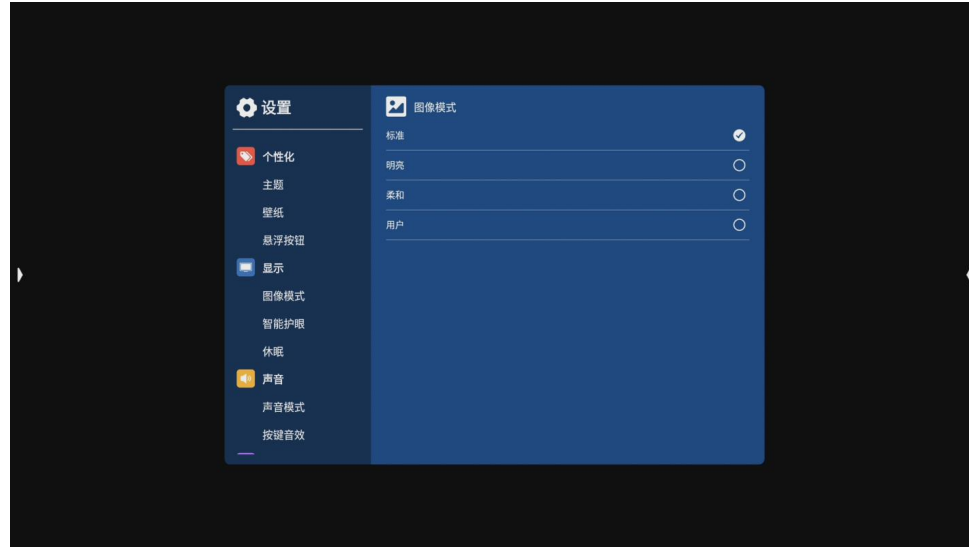 设置
个性化
主题
壁纸
悬浮按钮
显示
图像模式
智能护眼
休眠
声音
声音模式
按键音效
图像模式
标准
明亮
柔和
用户